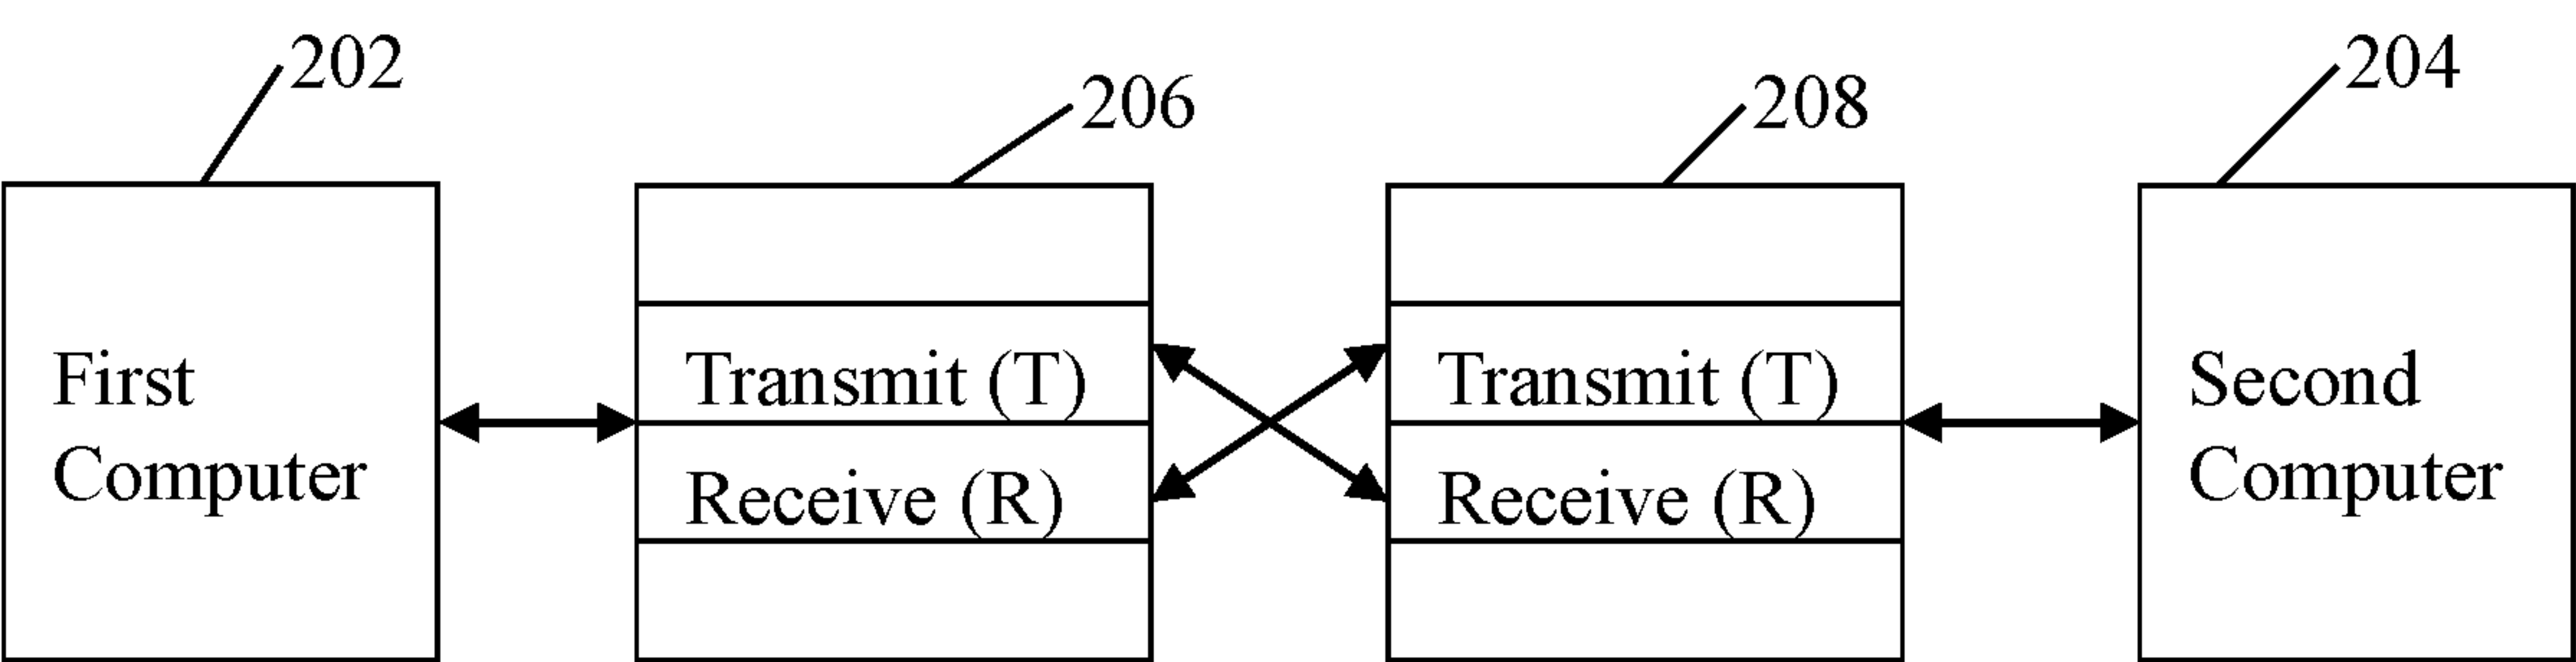 202
206
208
204
First
Computer
Transmit (T)
Receive (R)
Transmit (T)
Receive (R)
Second
Computer